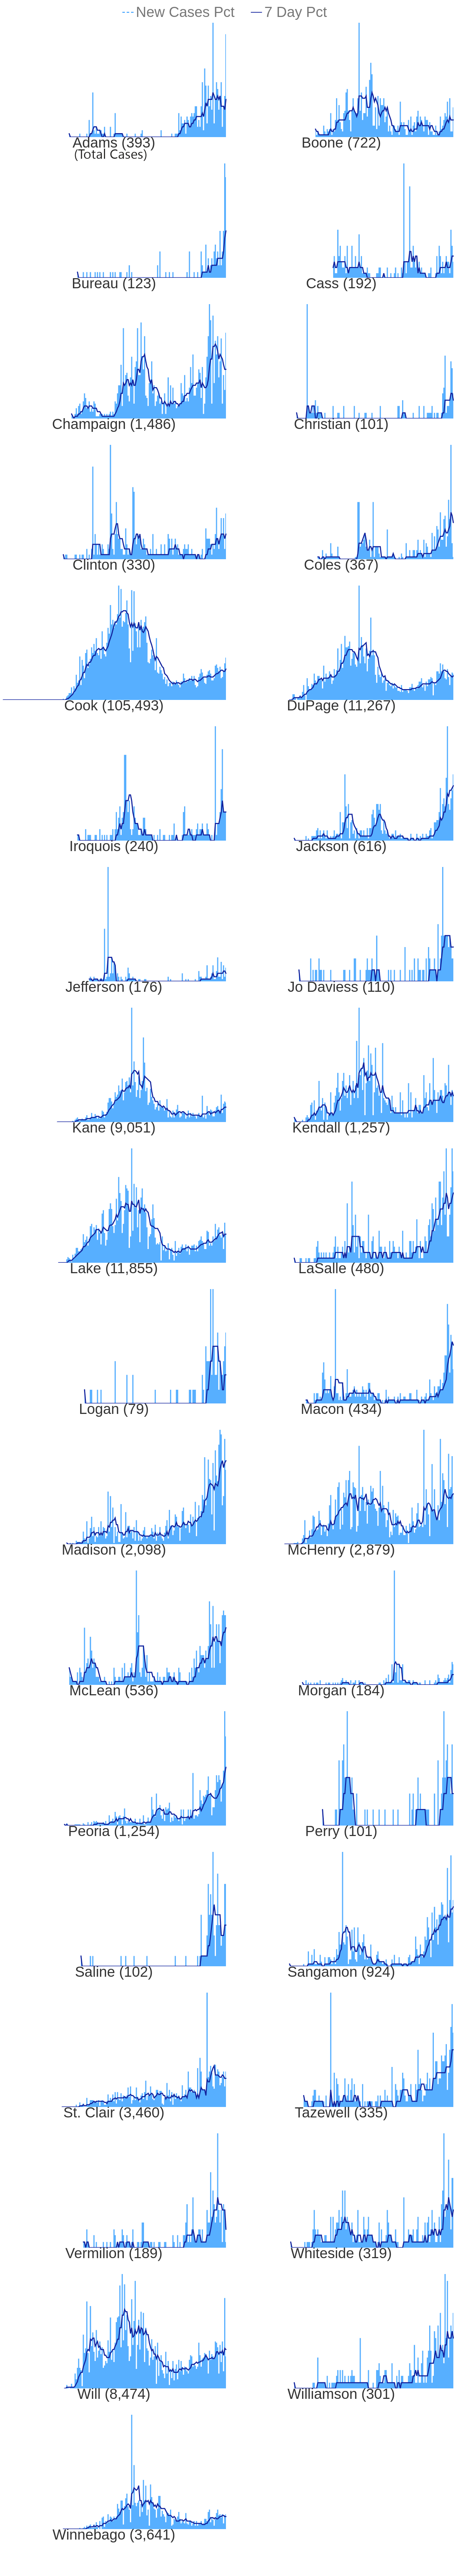 New Cases Pct 7 Day Pct
Adams (393) Boone (722)
(Total Cases)
Bureau (123) Cass (192)
Champaign (1,486) Christian (101)
Clinton (330) Coles (367)
Cook (105,493) DuPage (11,267)
Iroquois (240) Jackson (616)
Jefferson (176) Jo Daviess (110)
Kane (9,051) Kendall (1,257)
Lake (11,855) LaSalle (480)
Logan (79) Macon (434)
Madison (2,098) McHenry (2,879)
McLean (536) Morgan (184)
Peoria (1,254) Perry (101)
Saline (102) Sangamon (924)
St. Clair (3,460) Tazewell (335)
Vermilion (189) Whiteside (319)
Will (8,474) Williamson (301)
Winnebago (3,641)